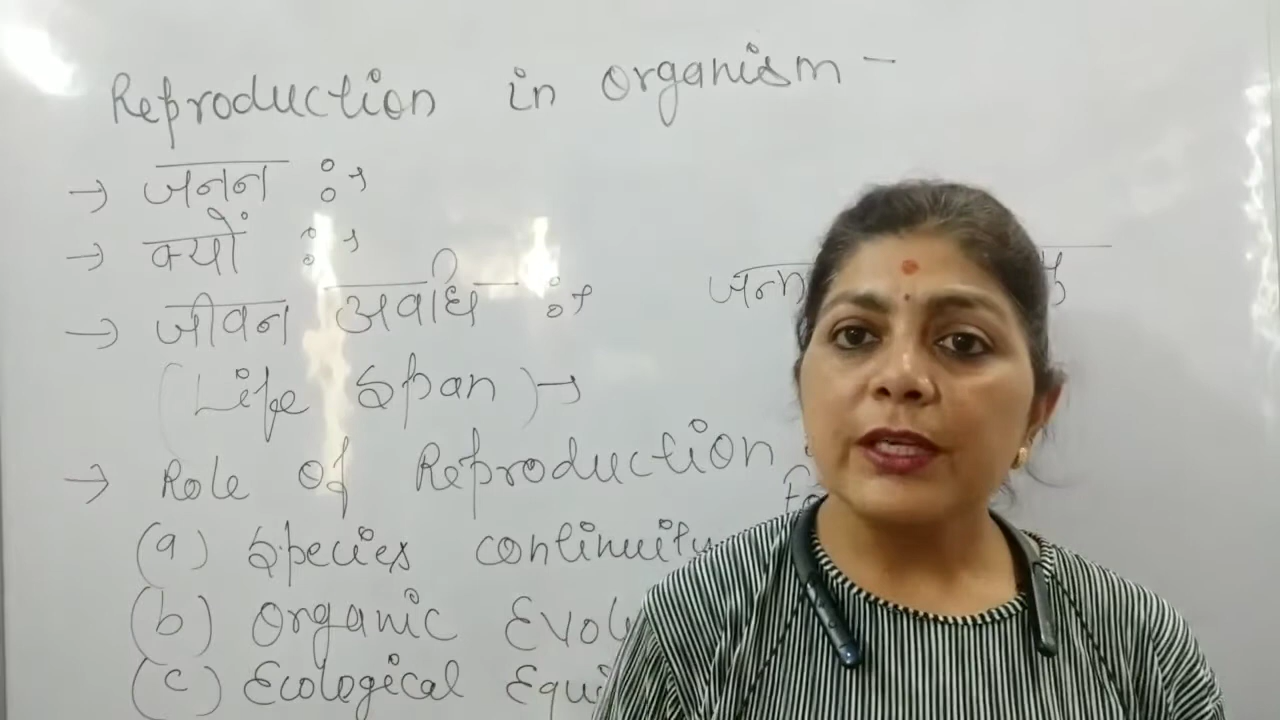 Reproduction in organism -
→ जनन :→
→ क्यों :→
→ जीवन अवधि :→
(Life Span) →
→ Role of Reproduction
(a) Species continuity
(b) Organic
(c) Ecological